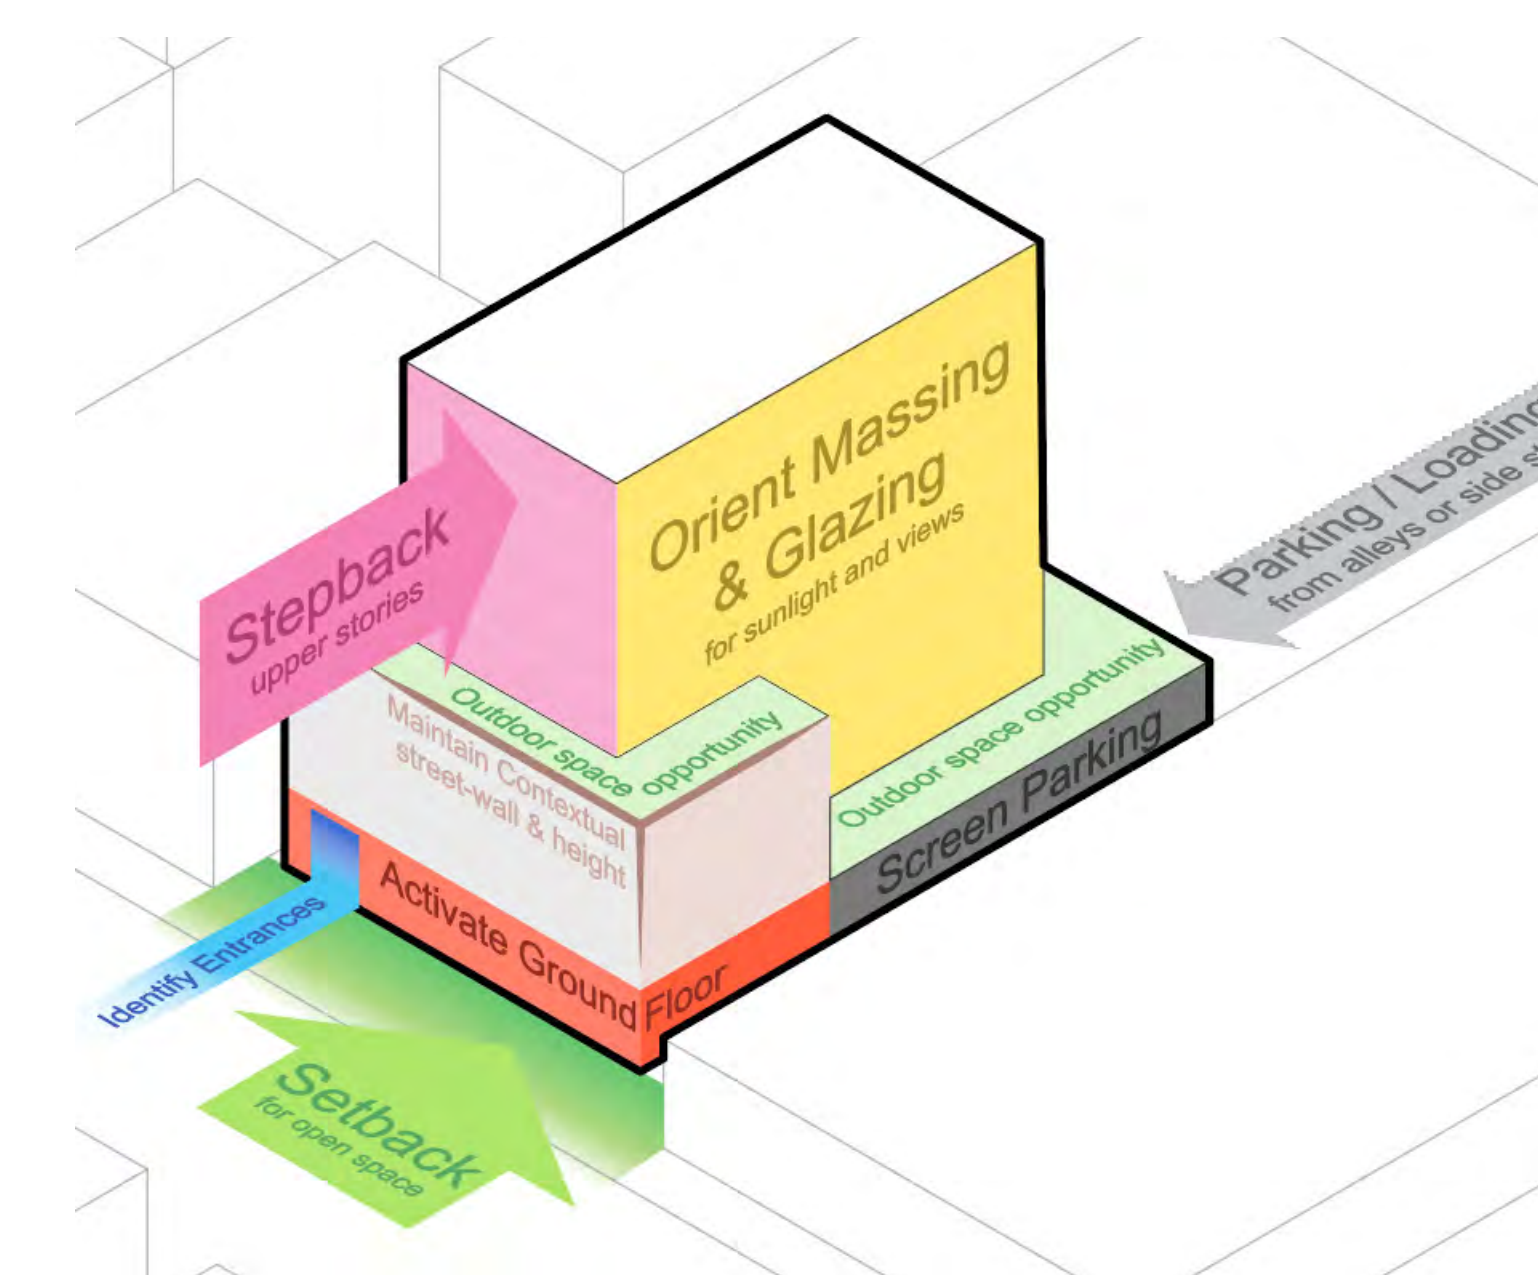 Orient Massing
& Glazing
for sunlight and views
Stepback
upper stories
Parking / Loading
from alleys or side
Outdoor space opportunity
Maintain Contextual
street-wall & height
Outdoor space opportunity
Screen Parking
Activate Ground Floor
Identify Entrances
Setback
for open space